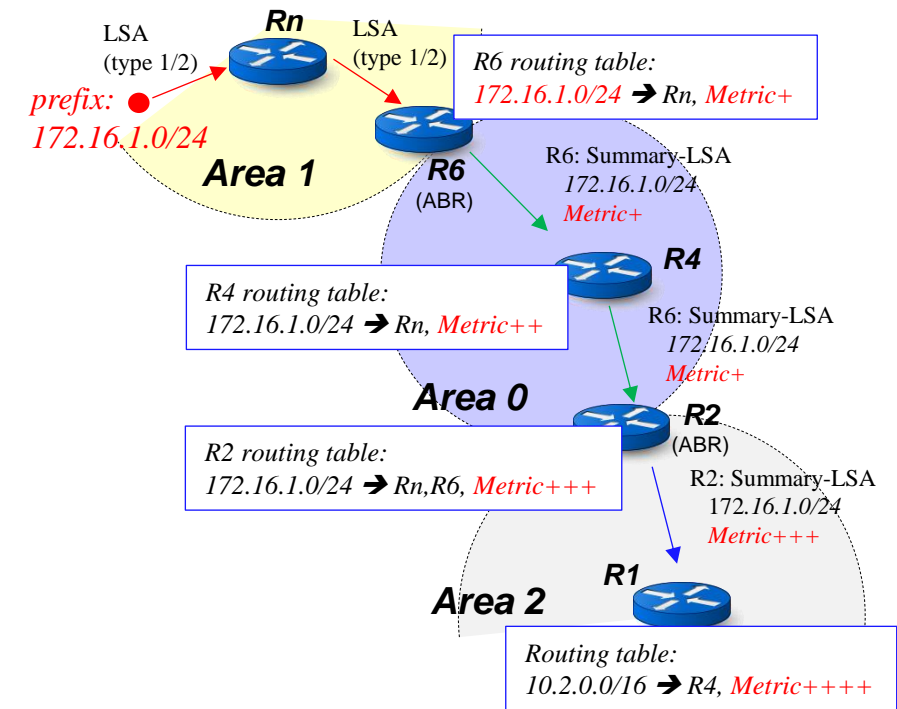 Rn
LSA
(type 1/2)
LSA
(type 1/2)
prefix:
172.16.1.0/24
R6 routing table:
172.16.1.0/24 ➔ Rn, Metric+
Area 1
R6
(ABR)
R6: Summary-LSA
172.16.1.0/24
Metric+
R4
R4 routing table:
172.16.1.0/24 ➔ Rn, Metric++
R6: Summary-LSA
172.16.1.0/24
Metric+
Area 0
R2
(ABR)
R2 routing table:
172.16.1.0/24 ➔ Rn,R6, Metric+++
R2: Summary-LSA
172.16.1.0/24
Metric+++
R1
Area 2
Routing table:
10.2.0.0/16 ➔ R4, Metric++++